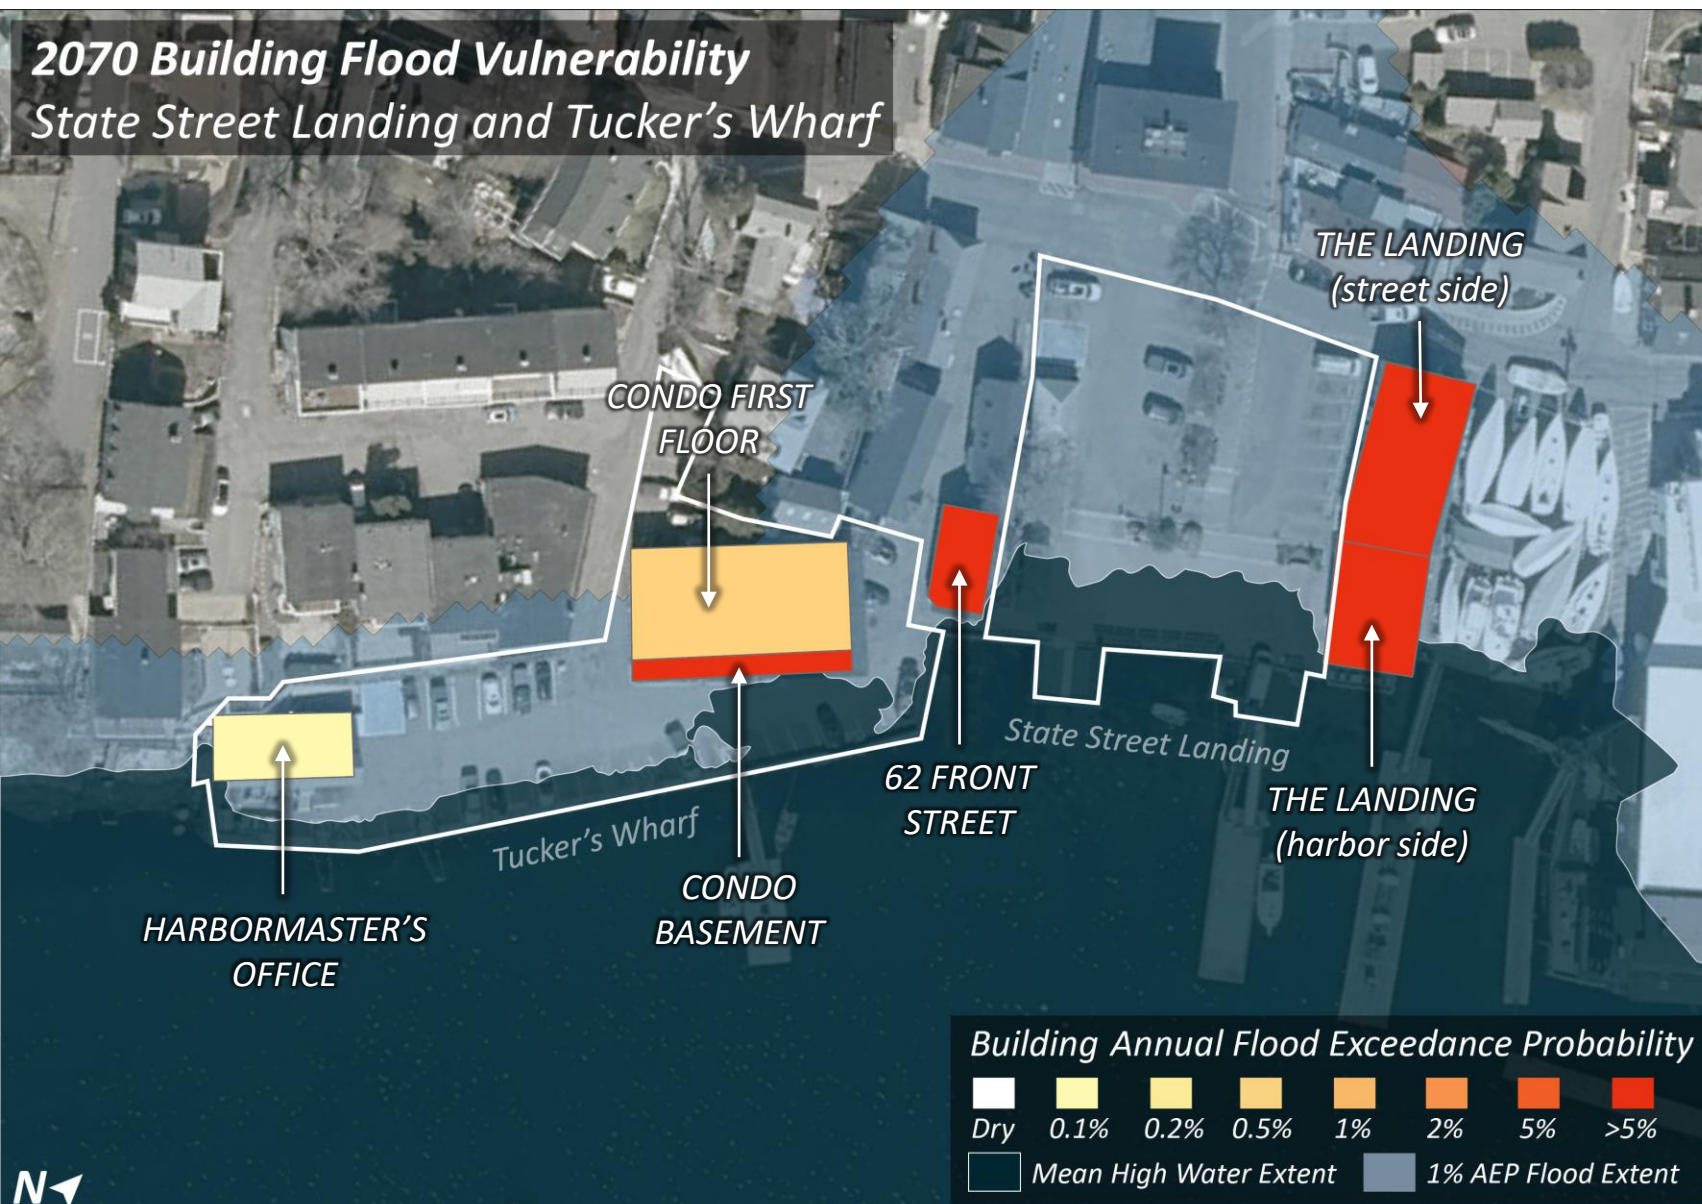 2070 Building Flood Vulnerability
State Street Landing and Tucker's Wharf
THE LANDING
(street side)
CONDO FIRST
FLOOR
State Street Landing
62 FRONT
STREET
THE LANDING
(harbor side)
Tucker's Wharf
CONDO
BASEMENT
HARBORMASTER'S
OFFICE
Building Annual Flood Exceedance Probability
Dry 0.1% 0.2% 0.5% 1% 2% 5% >5%
Mean High Water Extent 1% AEP Flood Extent
N